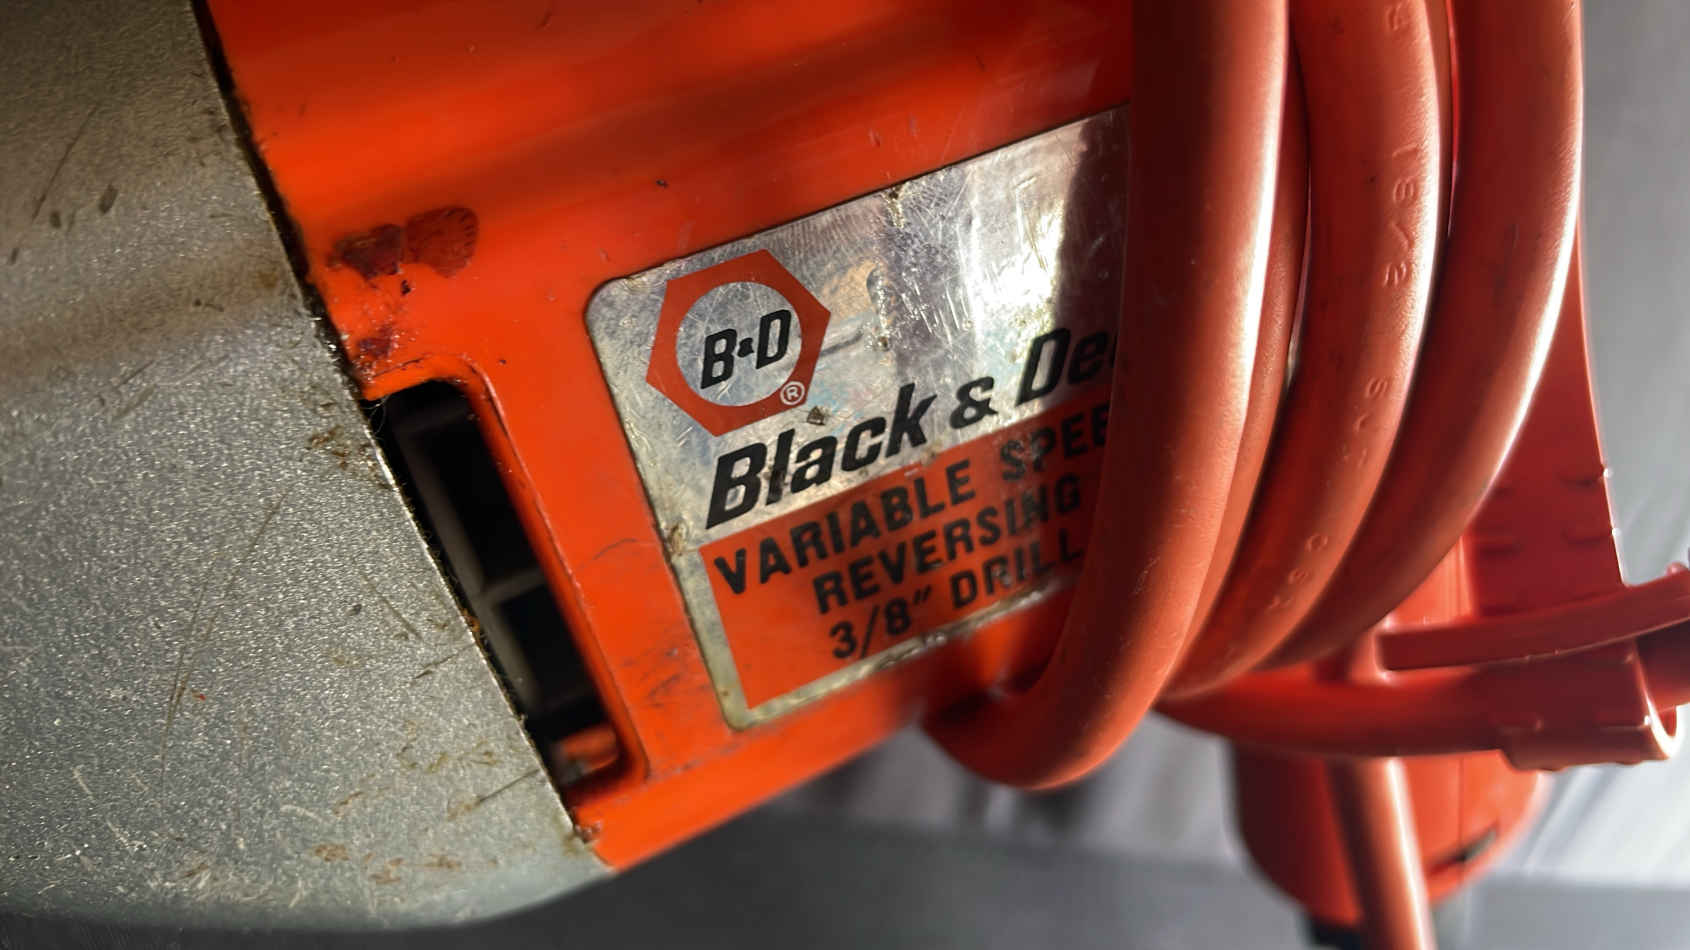 B&D
®
Black & De
VARIABLE SPEE
REVERSING
3/8" DRILL